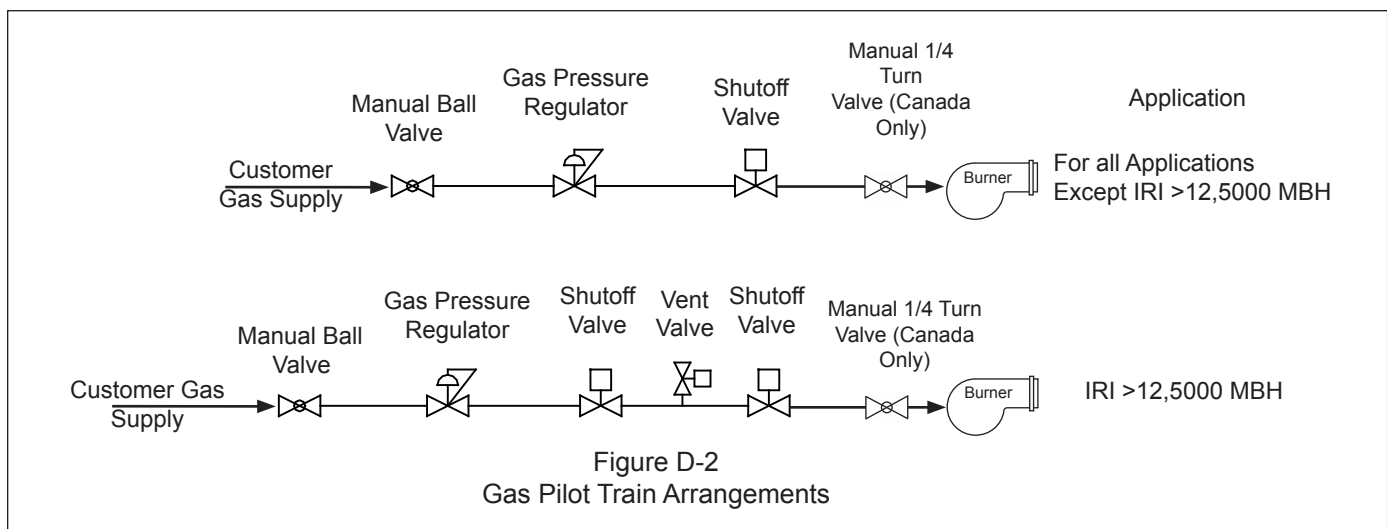 Manual Ball
Valve
Gas Pressure
Regulator
Shutoff
Valve
Manual 1/4
Turn
Valve (Canada
Only)
Application
Customer
Gas Supply
Burner
For all Applications
Except IRI >12,5000 MBH
Manual Ball
Valve
Gas Pressure
Regulator
Shutoff
Valve
Vent
Valve
Shutoff
Valve
Manual 1/4 Turn
Valve (Canada
Only)
Customer Gas
Supply
Burner
IRI >12,5000 MBH
Figure D-2
Gas Pilot Train Arrangements